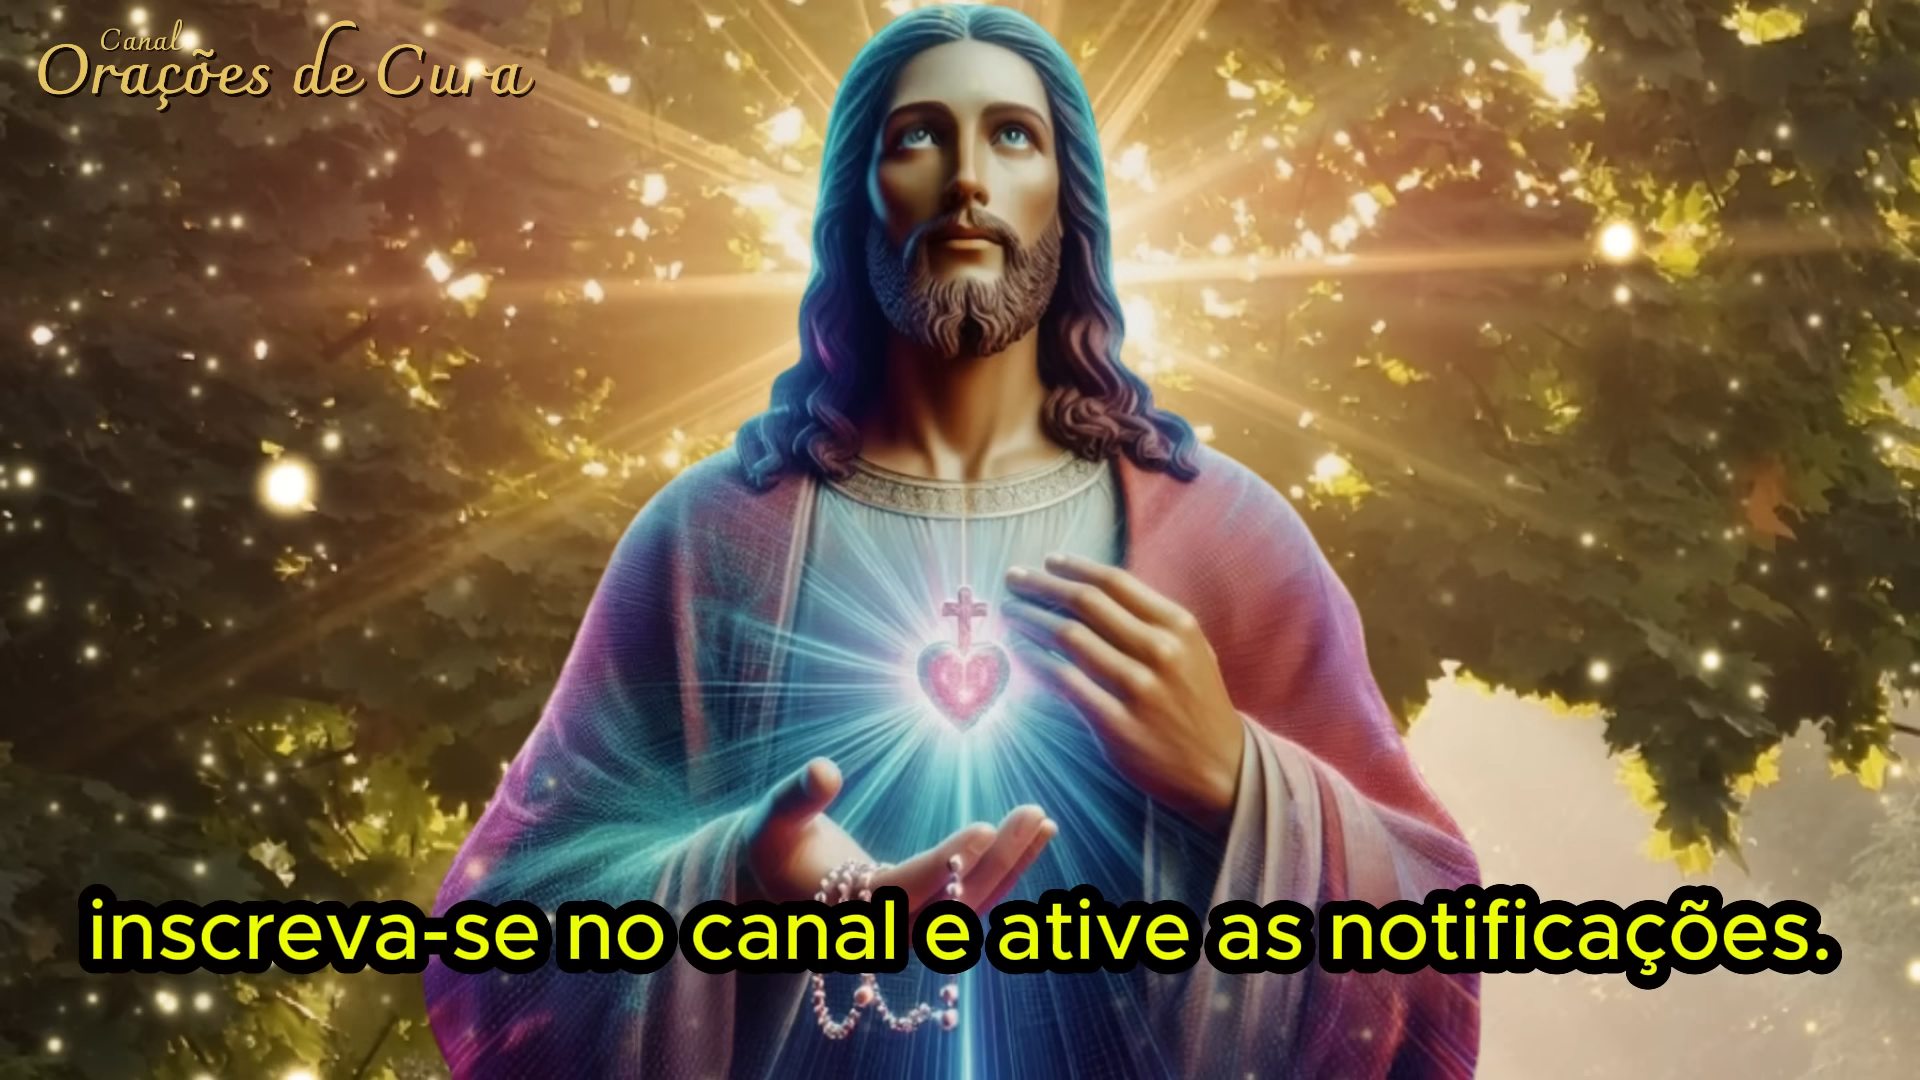 Canal
Orações de Cura
inscreva-se no canal e ative as notificações.